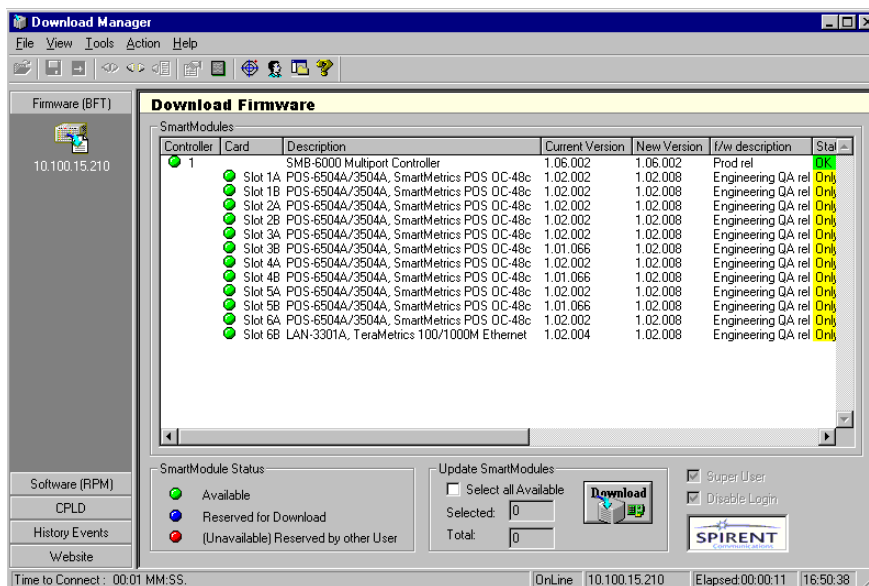 Download Manager
File View Tools Action Help
Firmware (BFT)
10.100.15.210
Software (RPM)
CPLD
History Events
Website
Download Firmware
SmartModules
Controller Card Description Current Version New Version f/w description Stat
1 SMB-6000 Multiport Controller 1.06.002 1.06.002 Prod rel OK
Slot 1A POS-6504A/3504A, SmartMetrics POS OC-48c 1.02.002 1.02.008 Engineering QA rel Only
Slot 1B POS-6504A/3504A, SmartMetrics POS OC-48c 1.02.002 1.02.008 Engineering QA rel Only
Slot 2A POS-6504A/3504A, SmartMetrics POS OC-48c 1.02.002 1.02.008 Engineering QA rel Only
Slot 2B POS-6504A/3504A, SmartMetrics POS OC-48c 1.02.002 1.02.008 Engineering QA rel Only
Slot 3A POS-6504A/3504A, SmartMetrics POS OC-48c 1.02.002 1.02.008 Engineering QA rel Only
Slot 3B POS-6504A/3504A, SmartMetrics POS OC-48c 1.01.066 1.02.008 Engineering QA rel Only
Slot 4A POS-6504A/3504A, SmartMetrics POS OC-48c 1.02.002 1.02.008 Engineering QA rel Only
Slot 4B POS-6504A/3504A, SmartMetrics POS OC-48c 1.01.066 1.02.008 Engineering QA rel Only
Slot 5A POS-6504A/3504A, SmartMetrics POS OC-48c 1.02.002 1.02.008 Engineering QA rel Only
Slot 5B POS-6504A/3504A, SmartMetrics POS OC-48c 1.01.066 1.02.008 Engineering QA rel Only
Slot 6A POS-6504A/3504A, SmartMetrics POS OC-48c 1.02.002 1.02.008 Engineering QA rel Only
Slot 6B LAN-3301A, TeraMetrics 100/1000M Ethernet 1.02.004 1.02.008 Engineering QA rel Only
SmartModule Status
Available
Reserved for Download
(Unavailable) Reserved by other User
Update SmartModules
Select all Available
Selected: 0
Total: 0
Download
Super User
Disable Login
SPIRENT
Communications
Time to Connect : 00:01 MM:SS. OnLine 10.100.15.210 Elapsed:00:00:11 16:50:38